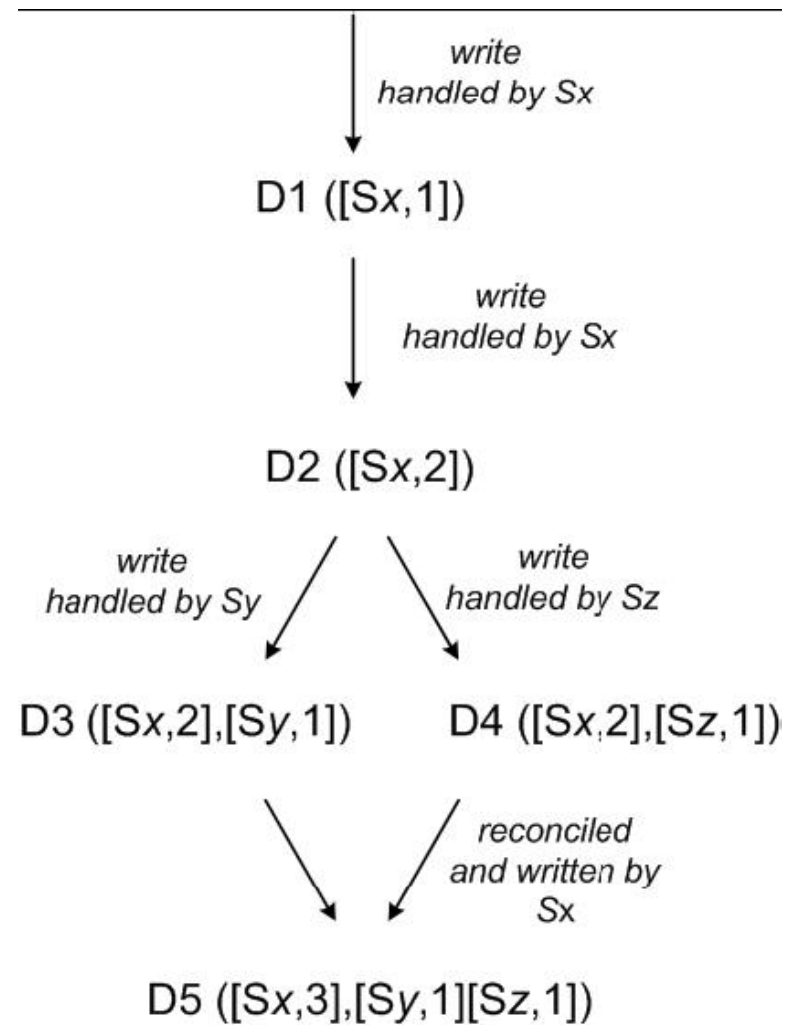 write
handled by Sx
D1 ([Sx,1])
write
handled by Sx
D2 ([Sx,2])
write
handled by Sy
write
handled by Sz
D3 ([Sx,2],[Sy,1])
D4 ([Sx,2],[Sz,1])
reconciled
and written by
Sx
D5 ([Sx,3],[Sy,1][Sz,1])